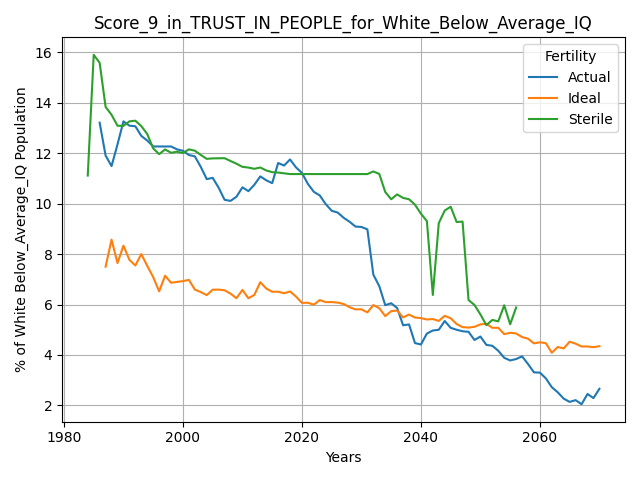 Score_9_in_TRUST_IN_PEOPLE_for_White_Below_Average_IQ
Fertility
Actual
Ideal
Sterile
% of White Below_Average_IQ Population
16
14
12
10
8
6
4
2
1980
2000
2020
2040
2060
Years